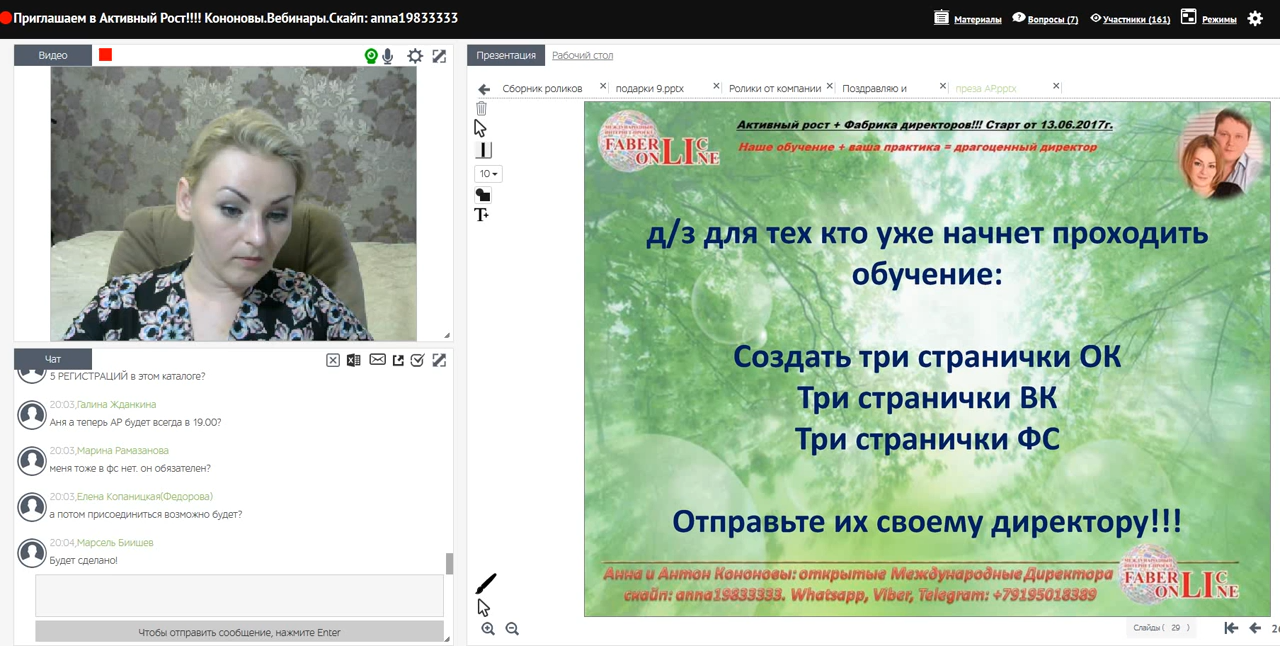 Приглашаем в Активный Рост!!!! Кононовы.Вебинары.Скайп: anna19833333
Материалы
Вопросы (7)
Участники (161)
Режимы
Видео
Презентация
Рабочий стол
Сборник роликов
подарки 9.pptx
Ролики от компании
Поздравляю и
преза АР.pptx
10
T+
FABERLIC
ONLINE
Активный рост + Фабрика директоров!!! Старт от 13.06.2017г.
Наше обучение + ваша практика = драгоценный директор
д/з для тех кто уже начнет проходить
обучение:
Создать три странички ОК
Три странички ВК
Три странички ФС
Отправьте их своему директору!!!
Анна и Антон Кононовы: открытые Международные Директора
скайп: anna19833333. Whatsapp, Viber, Telegram: +79195018389
FABERLIC
ONLINE
Слайды ( 29 )
Чат
5 РЕГИСТРАЦИЙ в этом каталоге?
20:03,Галина Жданкина
Аня а теперь АР будет всегда в 19.00?
20:03,Марина Рамазанова
меня тоже в фс нет. он обязателен?
20:03,Елена Копаницкая(Федорова)
а потом присоединиться возможно будет?
20:04,Марсель Биишев
Будет сделано!
Чтобы отправить сообщение, нажмите Enter